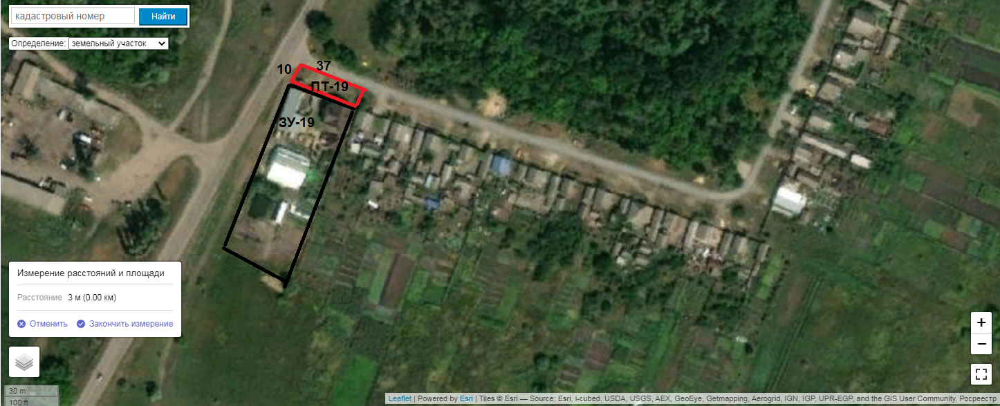 кадастровый номер Найти
Определение: земельный участок
10 37
ПТ-19
ЗУ-19
Измерение расстояний и площади
Расстояние 3 м (0.00 км)
Отменить Закончить измерение
+
−
30 m
100 ft
Leaflet | Powered by Esri | Tiles © Esri — Source: Esri, i-cubed, USDA, USGS, AEX, GeoEye, Getmapping, Aerogrid, IGN, IGP, UPR-EGP, and the GIS User Community, Росреестр